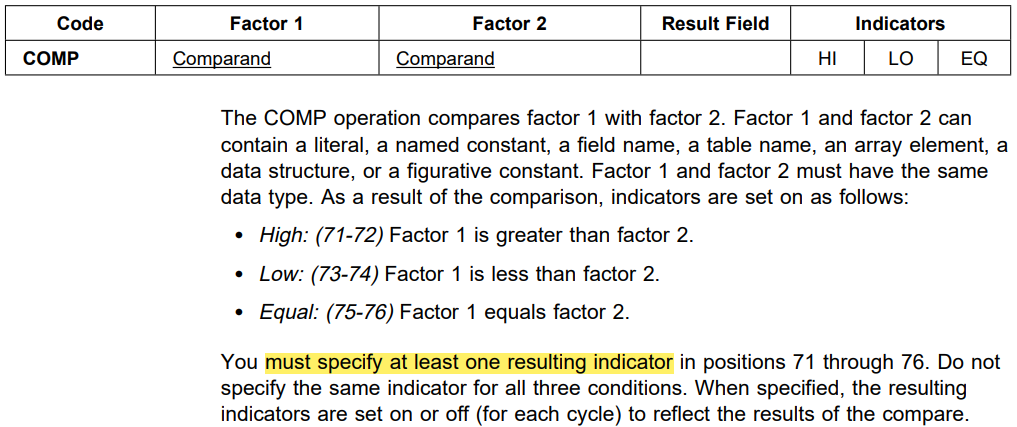 Code Factor 1 Factor 2 Result Field Indicators
COMP Comparand Comparand HI LO EQ
The COMP operation compares factor 1 with factor 2. Factor 1 and factor 2 can
contain a literal, a named constant, a field name, a table name, an array element, a
data structure, or a figurative constant. Factor 1 and factor 2 must have the same
data type. As a result of the comparison, indicators are set on as follows:
• High: (71-72) Factor 1 is greater than factor 2.
• Low: (73-74) Factor 1 is less than factor 2.
• Equal: (75-76) Factor 1 equals factor 2.
You must specify at least one resulting indicator in positions 71 through 76. Do not
specify the same indicator for all three conditions. When specified, the resulting
indicators are set on or off (for each cycle) to reflect the results of the compare.